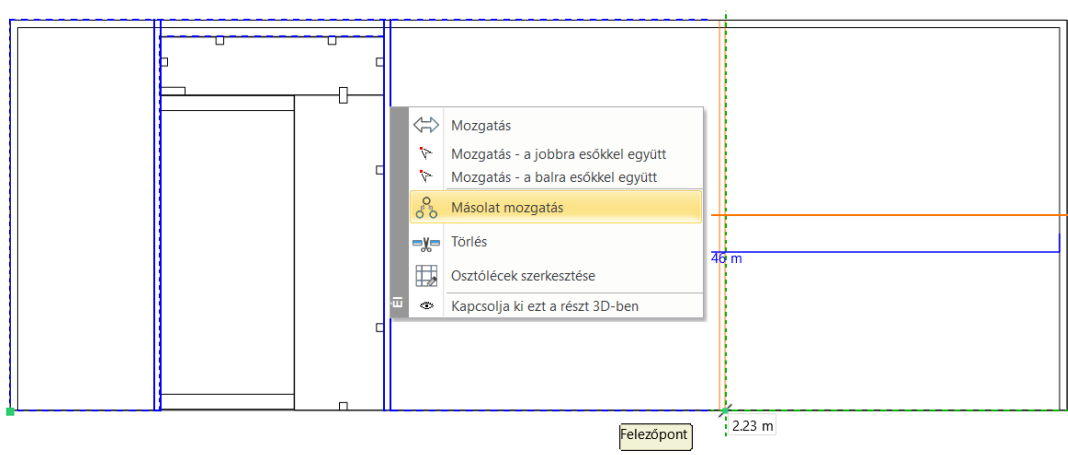 Mozgatás
Mozgatás - a jobbra esőkkel együtt
Mozgatás - a balra esőkkel együtt
Másolat mozgatás
Törlés
Osztólécek szerkesztése
Kapcsolja ki ezt a részt 3D-ben
Él
46 m
2.23 m
Felezőpont